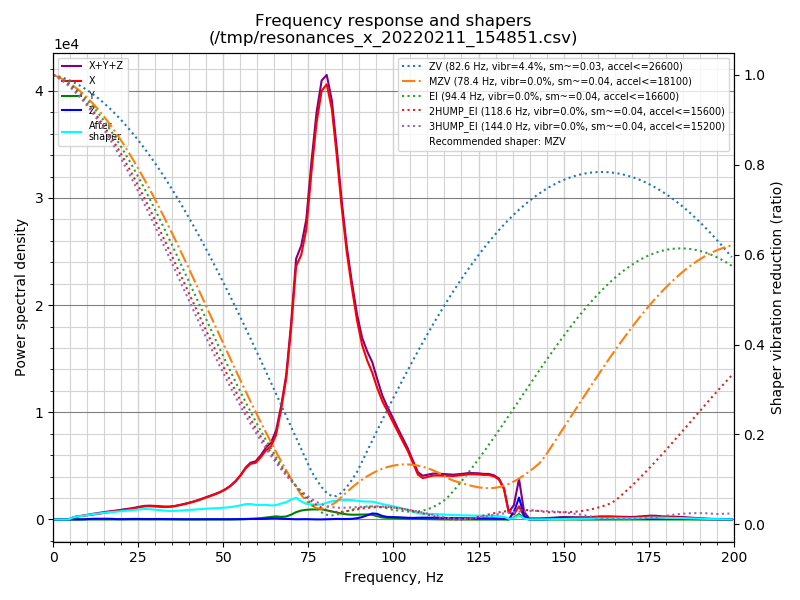 Frequency response and shapers
(/tmp/resonances_x_20220211_154851.csv)
1e4
X+Y+Z
X
Y
Z
After
shaper
ZV (82.6 Hz, vibr=4.4%, sm~=0.03, accel<=26600)
MZV (78.4 Hz, vibr=0.0%, sm~=0.04, accel<=18100)
EI (94.4 Hz, vibr=0.0%, sm~=0.04, accel<=16600)
2HUMP_EI (118.6 Hz, vibr=0.0%, sm~=0.04, accel<=15600)
3HUMP_EI (144.0 Hz, vibr=0.0%, sm~=0.04, accel<=15200)
Recommended shaper: MZV
4
3
2
1
0
Power spectral density
1.0
0.8
0.6
0.4
0.2
0.0
Shaper vibration reduction (ratio)
0 25 50 75 100 125 150 175 200
Frequency, Hz